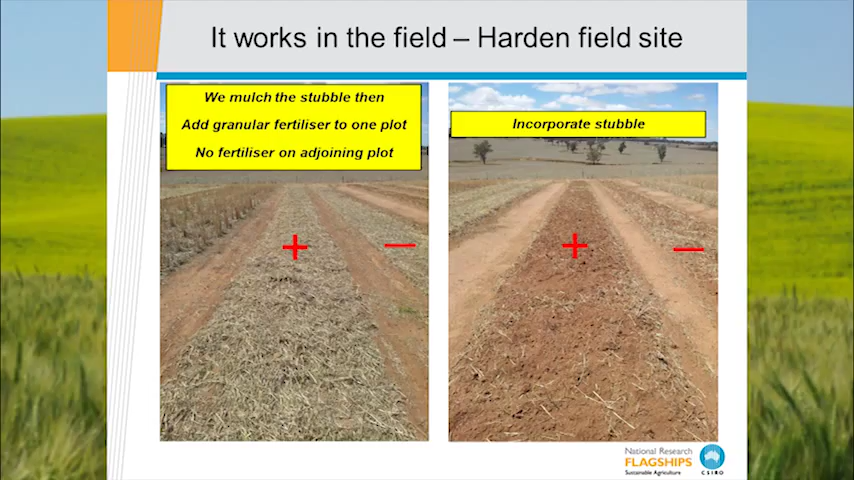 It works in the field – Harden field site
We mulch the stubble then
Add granular fertiliser to one plot
No fertiliser on adjoining plot
Incorporate stubble
+
—
+
—
National Research
FLAGSHIPS
Sustainable Agriculture
CSIRO